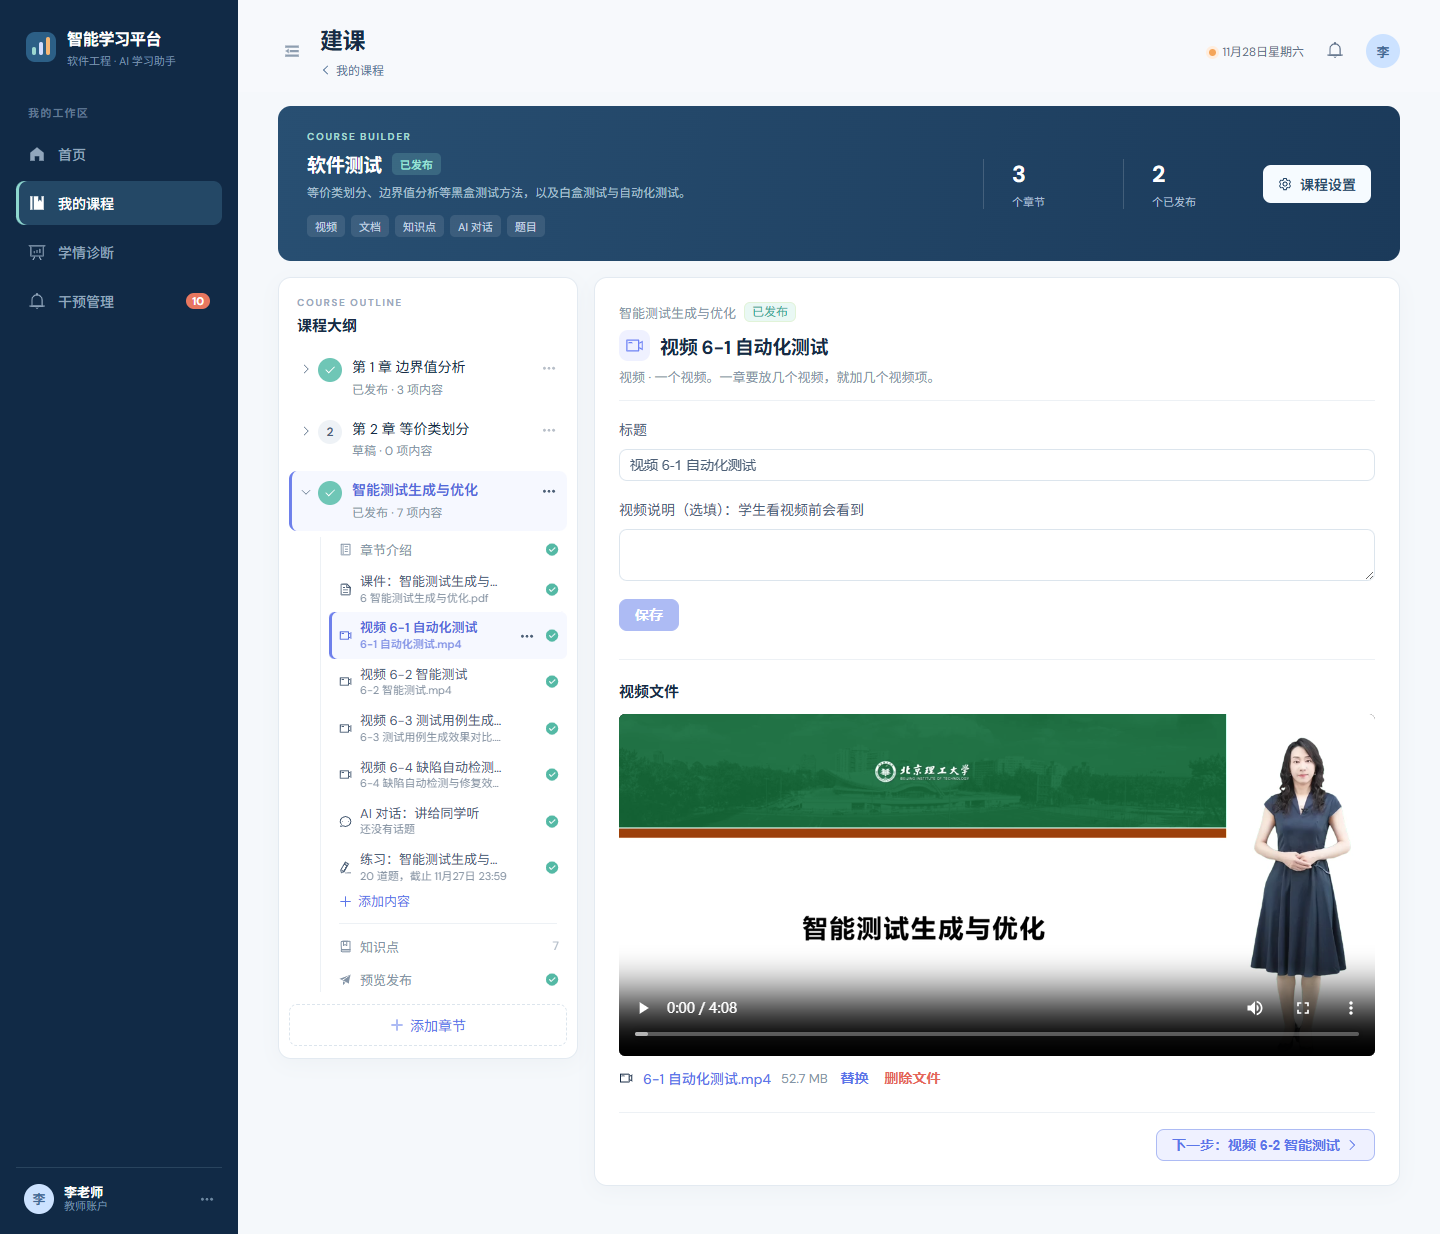 智能学习平台
软件工程 · AI 学习助手
我的工作区
首页
我的课程
学情诊断
干预管理
10
李
李老师
教师账户
建课
我的课程
11月28日星期六
李
COURSE BUILDER
软件测试
已发布
等价类划分、边界值分析等黑盒测试方法，以及白盒测试与自动化测试。
视频
文档
知识点
AI 对话
题目
3
个章节
2
个已发布
课程设置
COURSE OUTLINE
课程大纲
第 1 章 边界值分析
已发布 · 3 项内容
2
第 2 章 等价类划分
草稿 · 0 项内容
智能测试生成与优化
已发布 · 7 项内容
章节介绍
课件：智能测试生成与...
6 智能测试生成与优化.pdf
视频 6-1 自动化测试
6-1 自动化测试.mp4
视频 6-2 智能测试
6-2 智能测试.mp4
视频 6-3 测试用例生成...
6-3 测试用例生成效果对比...
视频 6-4 缺陷自动检测...
6-4 缺陷自动检测与修复效...
AI 对话：讲给同学听
还没有话题
练习：智能测试生成与...
20 道题，截止 11月27日 23:59
添加内容
知识点
7
预览发布
添加章节
智能测试生成与优化
已发布
视频 6-1 自动化测试
视频 · 一个视频。一章要放几个视频，就加几个视频项。
标题
视频 6-1 自动化测试
视频说明（选填）：学生看视频前会看到
保存
视频文件
北京理工大学
BEIJING INSTITUTE OF TECHNOLOGY
智能测试生成与优化
0:00 / 4:08
6-1 自动化测试.mp4
52.7 MB
替换
删除文件
下一步：视频 6-2 智能测试